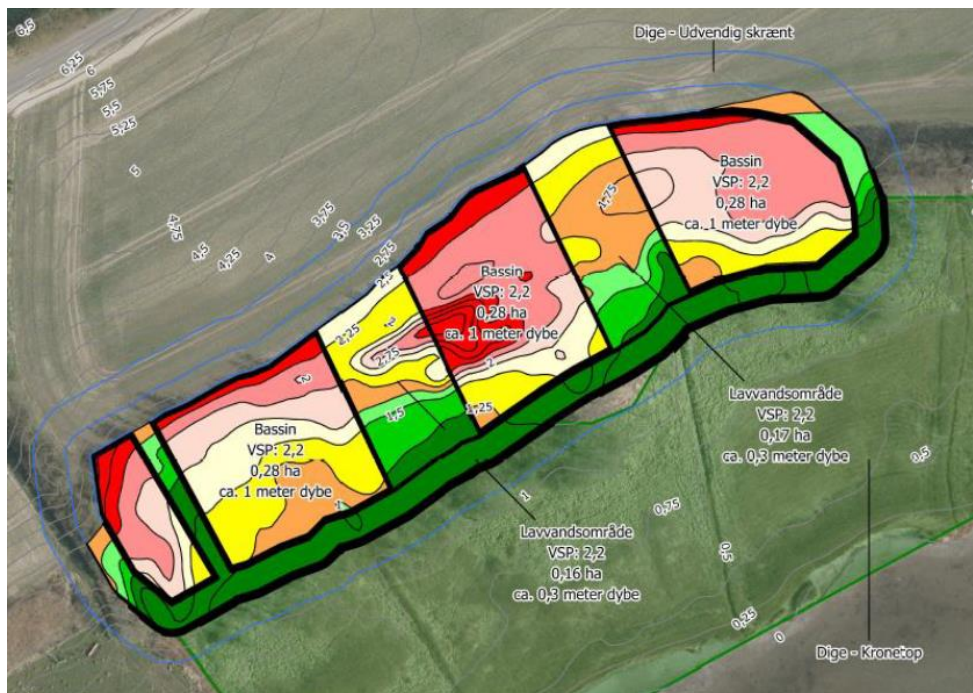 6,5
6,25
6
5,75
5,5
5,25
5
4,75
4,5
4,25
4
3,75
3,5
3,25
2,75
2,5
2,25
2
2,75
1,5
1,25
2
2
1,75
1
1
0,75
0,5
0,5
0,25
0
Dige - Udvendig skrænt
Bassin
VSP: 2,2
0,28 ha
ca. 1 meter dybe
Bassin
VSP: 2,2
0,28 ha
ca. 1 meter dybe
Bassin
VSP: 2,2
0,28 ha
ca. 1 meter dybe
Lavvandsområde
VSP: 2,2
0,17 ha
ca. 0,3 meter dybe
Lavvandsområde
VSP: 2,2
0,16 ha
ca. 0,3 meter dybe
Dige - Kronetop